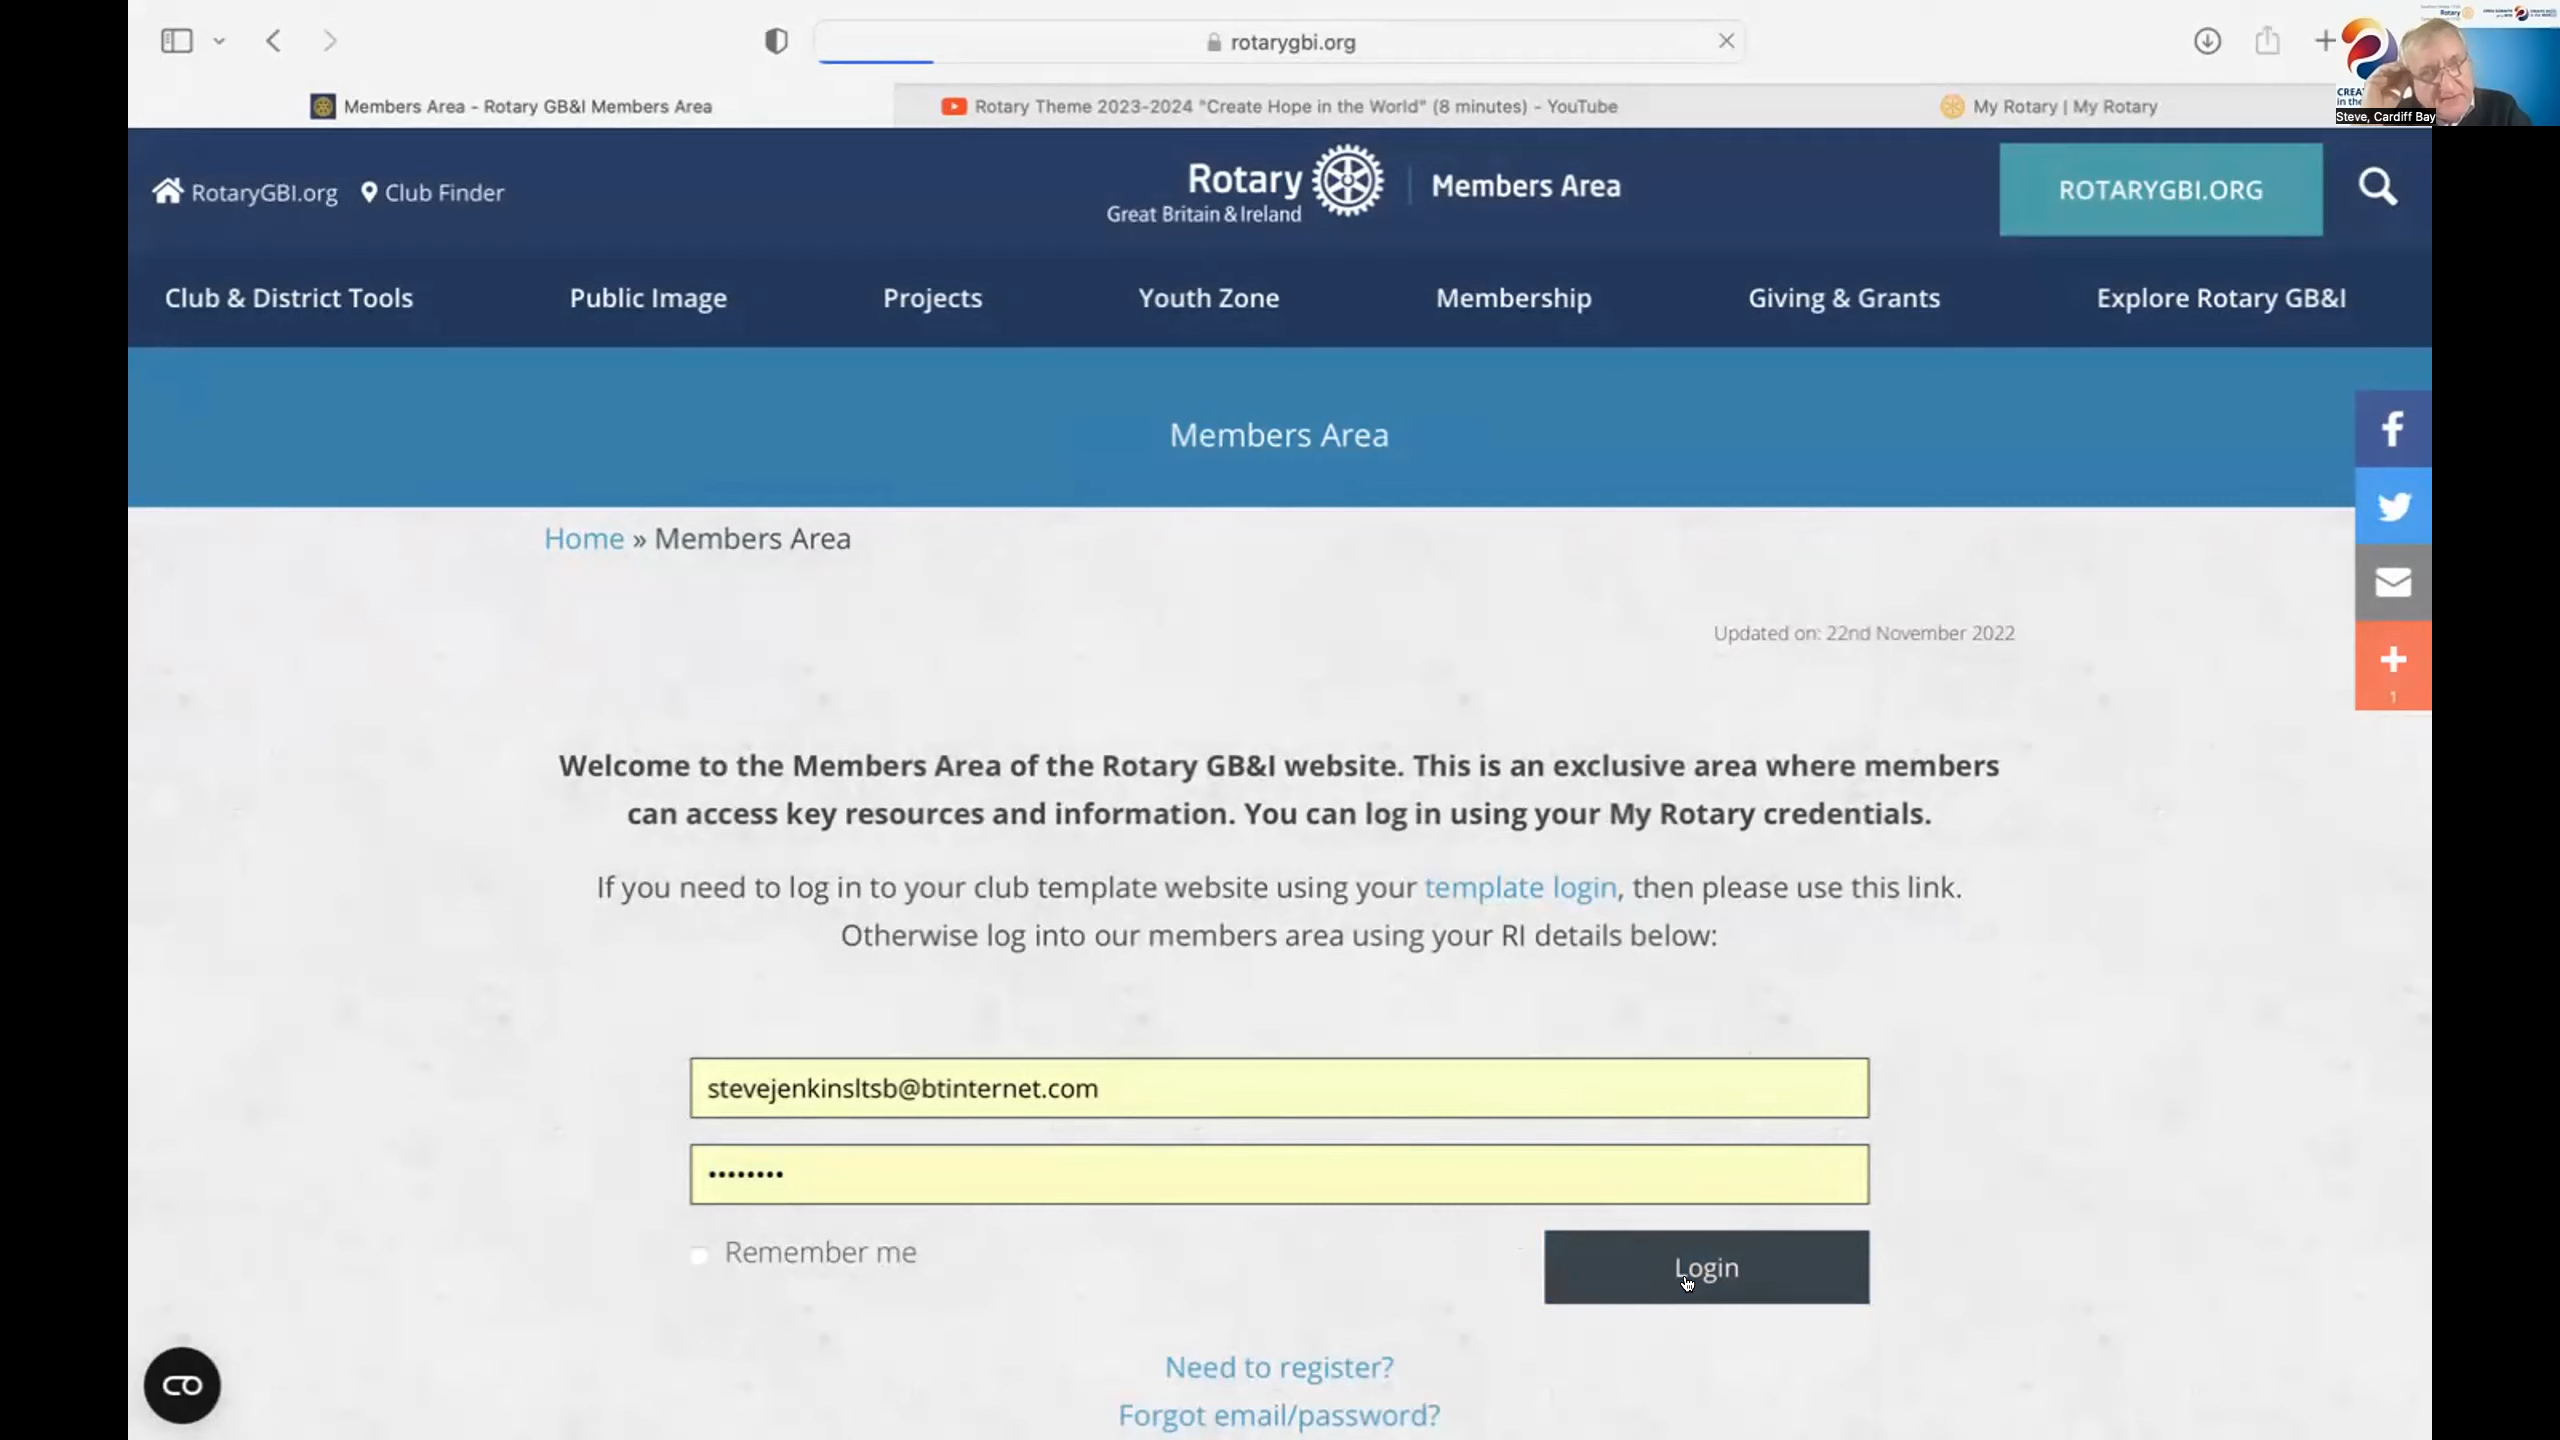 rotarygbi.org
Members Area - Rotary GB&I Members Area
Rotary Theme 2023-2024 "Create Hope in the World" (8 minutes) - YouTube
My Rotary | My Rotary
Steve, Cardiff Bay
RotaryGBI.org
Club Finder
Rotary
Great Britain & Ireland
Members Area
ROTARYGBI.ORG
Club & District Tools
Public Image
Projects
Youth Zone
Membership
Giving & Grants
Explore Rotary GB&I
Members Area
Home » Members Area
Updated on: 22nd November 2022
1
Welcome to the Members Area of the Rotary GB&I website. This is an exclusive area where members
can access key resources and information. You can log in using your My Rotary credentials.
If you need to log in to your club template website using your template login, then please use this link.
Otherwise log into our members area using your RI details below:
stevejenkinsltsb@btinternet.com
••••••••
Remember me
Login
Need to register?
Forgot email/password?